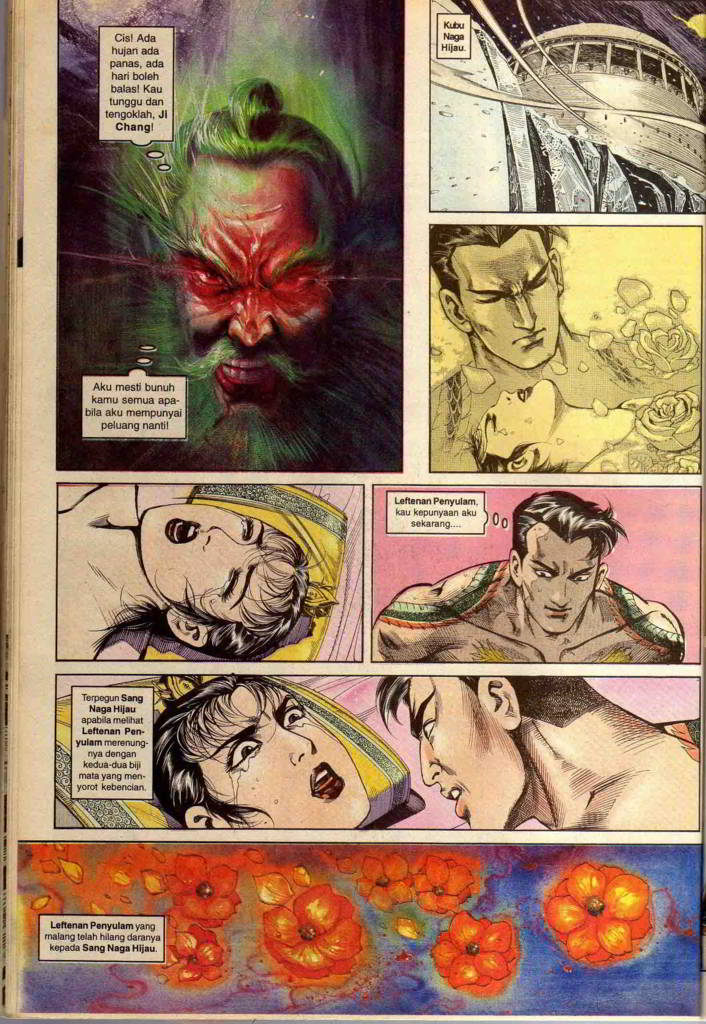 Cis! Ada
hujan ada
panas, ada
hari boleh
balas! Kau
tunggu dan
tengoklah, Ji
Chang!
Aku mesti bunuh
kamu semua apa-
bila aku mempunyai
peluang nanti!
Kubu
Naga
Hijau.
Leftenan Penyulam,
kau kepunyaan aku
sekarang....
Terpegun Sang
Naga Hijau
apabila melihat
Leftenan Pen-
yulam merenung-
nya dengan
kedua-dua biji
mata yang men-
yorot kebencian.
Leftenan Penyulam yang
malang telah hilang daranya
kepada Sang Naga Hijau.